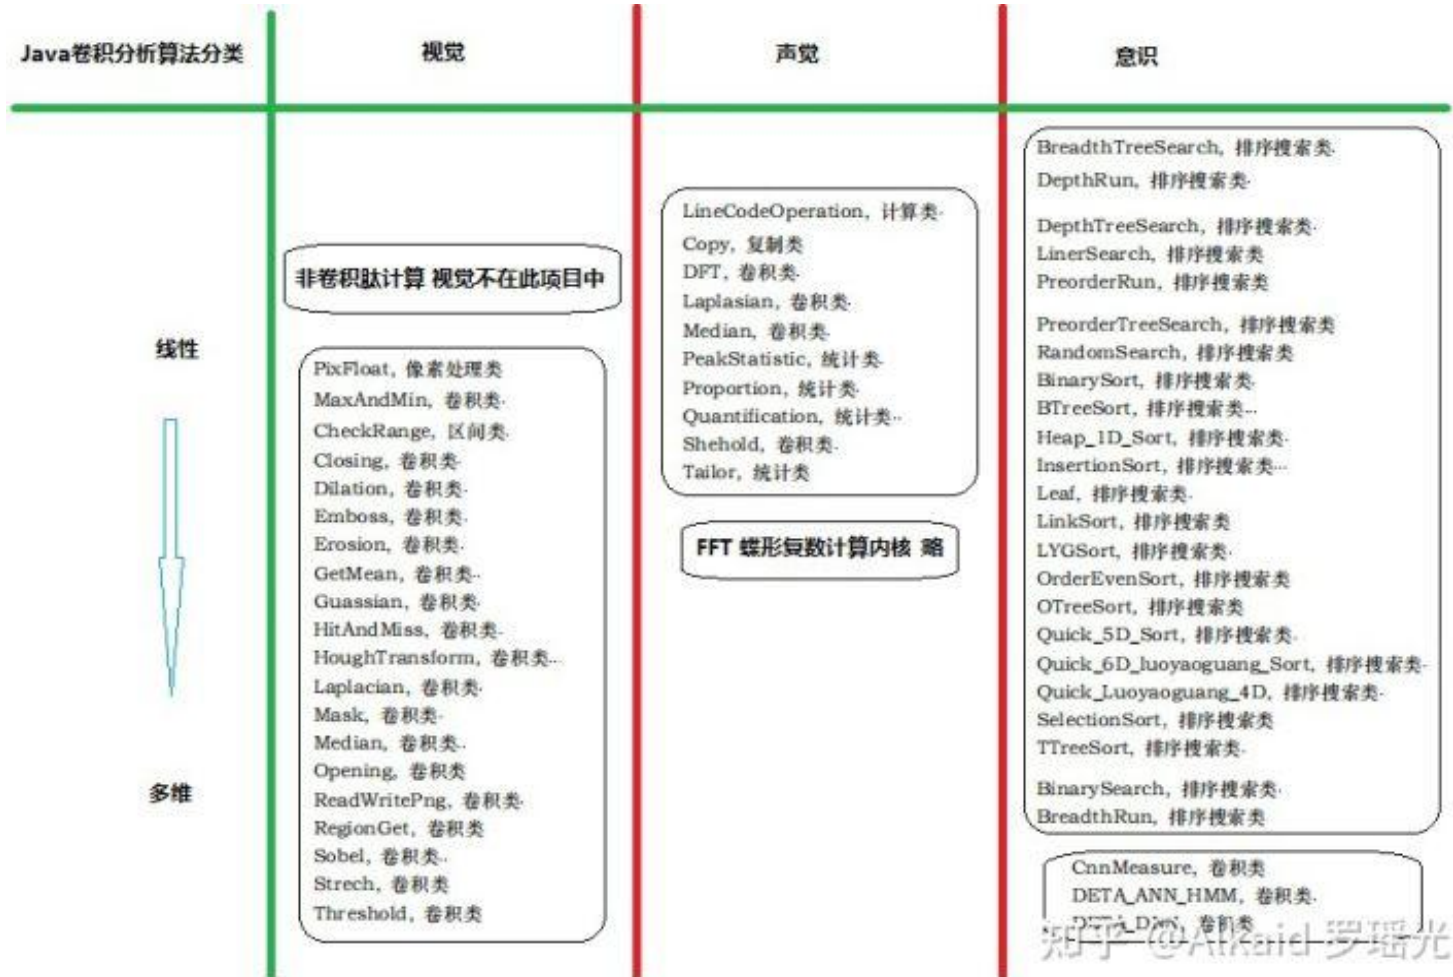 Java卷积分析算法分类
视觉
声觉
意识
线性
多维
非卷积肽计算 视觉不在此项目中
PixFloat, 像素处理类
MaxAndMin, 卷积类.
CheckRange, 区间类.
Closing, 卷积类.
Dilation, 卷积类.
Emboss, 卷积类.
Erosion, 卷积类.
GetMean, 卷积类..
Guassian, 卷积类.
HitAndMiss, 卷积类.
HoughTransform, 卷积类...
Laplacian, 卷积类.
Mask, 卷积类.
Median, 卷积类..
Opening, 卷积类
ReadWritePng, 卷积类.
RegionGet, 卷积类
Sobel, 卷积类..
Strech, 卷积类
Threshold, 卷积类
LineCodeOperation, 计算类.
Copy, 复制类
DFT, 卷积类.
Laplasian, 卷积类.
Median, 卷积类.
PeakStatistic, 统计类.
Proportion, 统计类.
Quantification, 统计类..
Shehold, 卷积类.
Tailor, 统计类
FFT 蝶形复数计算内核 略
BreadthTreeSearch, 排序搜索类.
DepthRun, 排序搜索类.
DepthTreeSearch, 排序搜索类.
LinerSearch, 排序搜索类
PreorderRun, 排序搜索类
PreorderTreeSearch, 排序搜索类
RandomSearch, 排序搜索类
BinarySort, 排序搜索类.
BTreeSort, 排序搜索类...
Heap_1D_Sort, 排序搜索类.
InsertionSort, 排序搜索类...
Leaf, 排序搜索类.
LinkSort, 排序搜索类
LYGSort, 排序搜索类.
OrderEvenSort, 排序搜索类
OTreeSort, 排序搜索类
Quick_5D_Sort, 排序搜索类.
Quick_6D_luoyaoguang_Sort, 排序搜索类.
Quick_Luoyaoguang_4D, 排序搜索类.
SelectionSort, 排序搜索类
TTreeSort, 排序搜索类.
BinarySearch, 排序搜索类.
BreadthRun, 排序搜索类
CnnMeasure, 卷积类
DETA_ANN_HMM, 卷积类.
卷积类
知乎 @Alkaid 罗瑶光